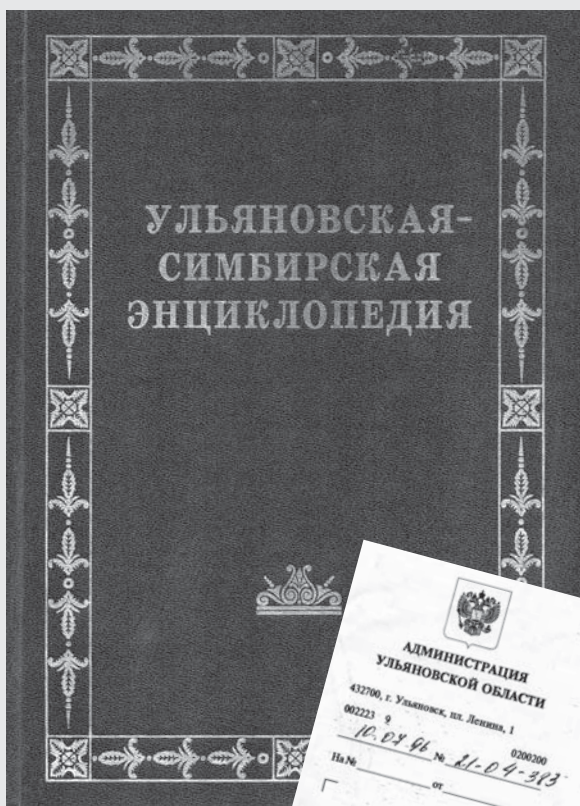 УЛЬЯНОВСКАЯ-
СИМБИРСКАЯ
ЭНЦИКЛОПЕДИЯ
АДМИНИСТРАЦИЯ
УЛЬЯНОВСКОЙ ОБЛАСТИ
432700, г. Ульяновск, пл. Ленина, 1
002223 9 0200200
10.07.96 № 21-04-383
На № от